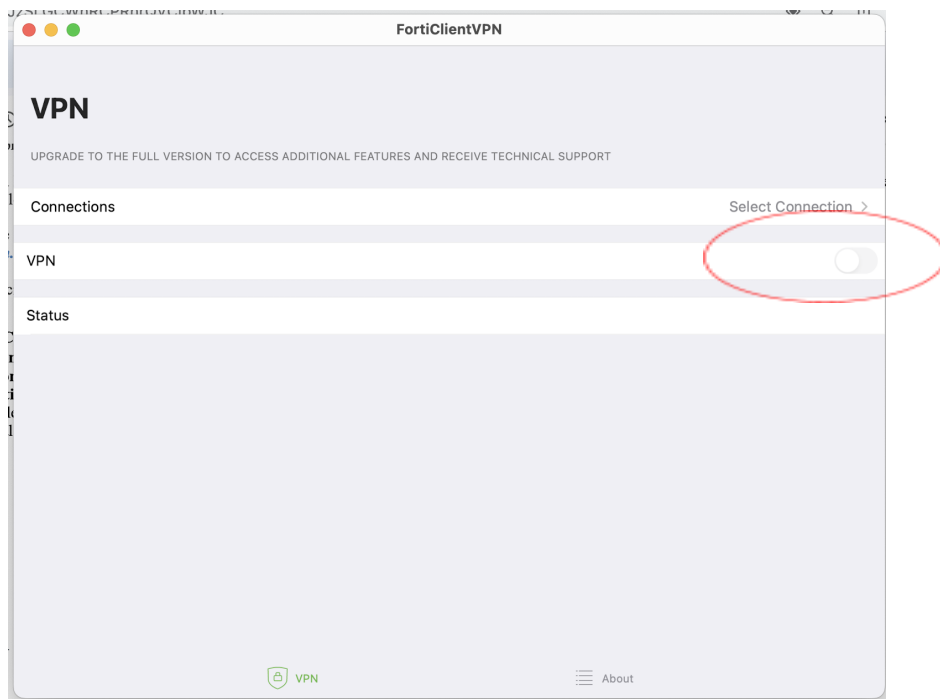 FortiClientVPN
VPN
UPGRADE TO THE FULL VERSION TO ACCESS ADDITIONAL FEATURES AND RECEIVE TECHNICAL SUPPORT
Connections
Select Connection >
VPN
Status
VPN
About